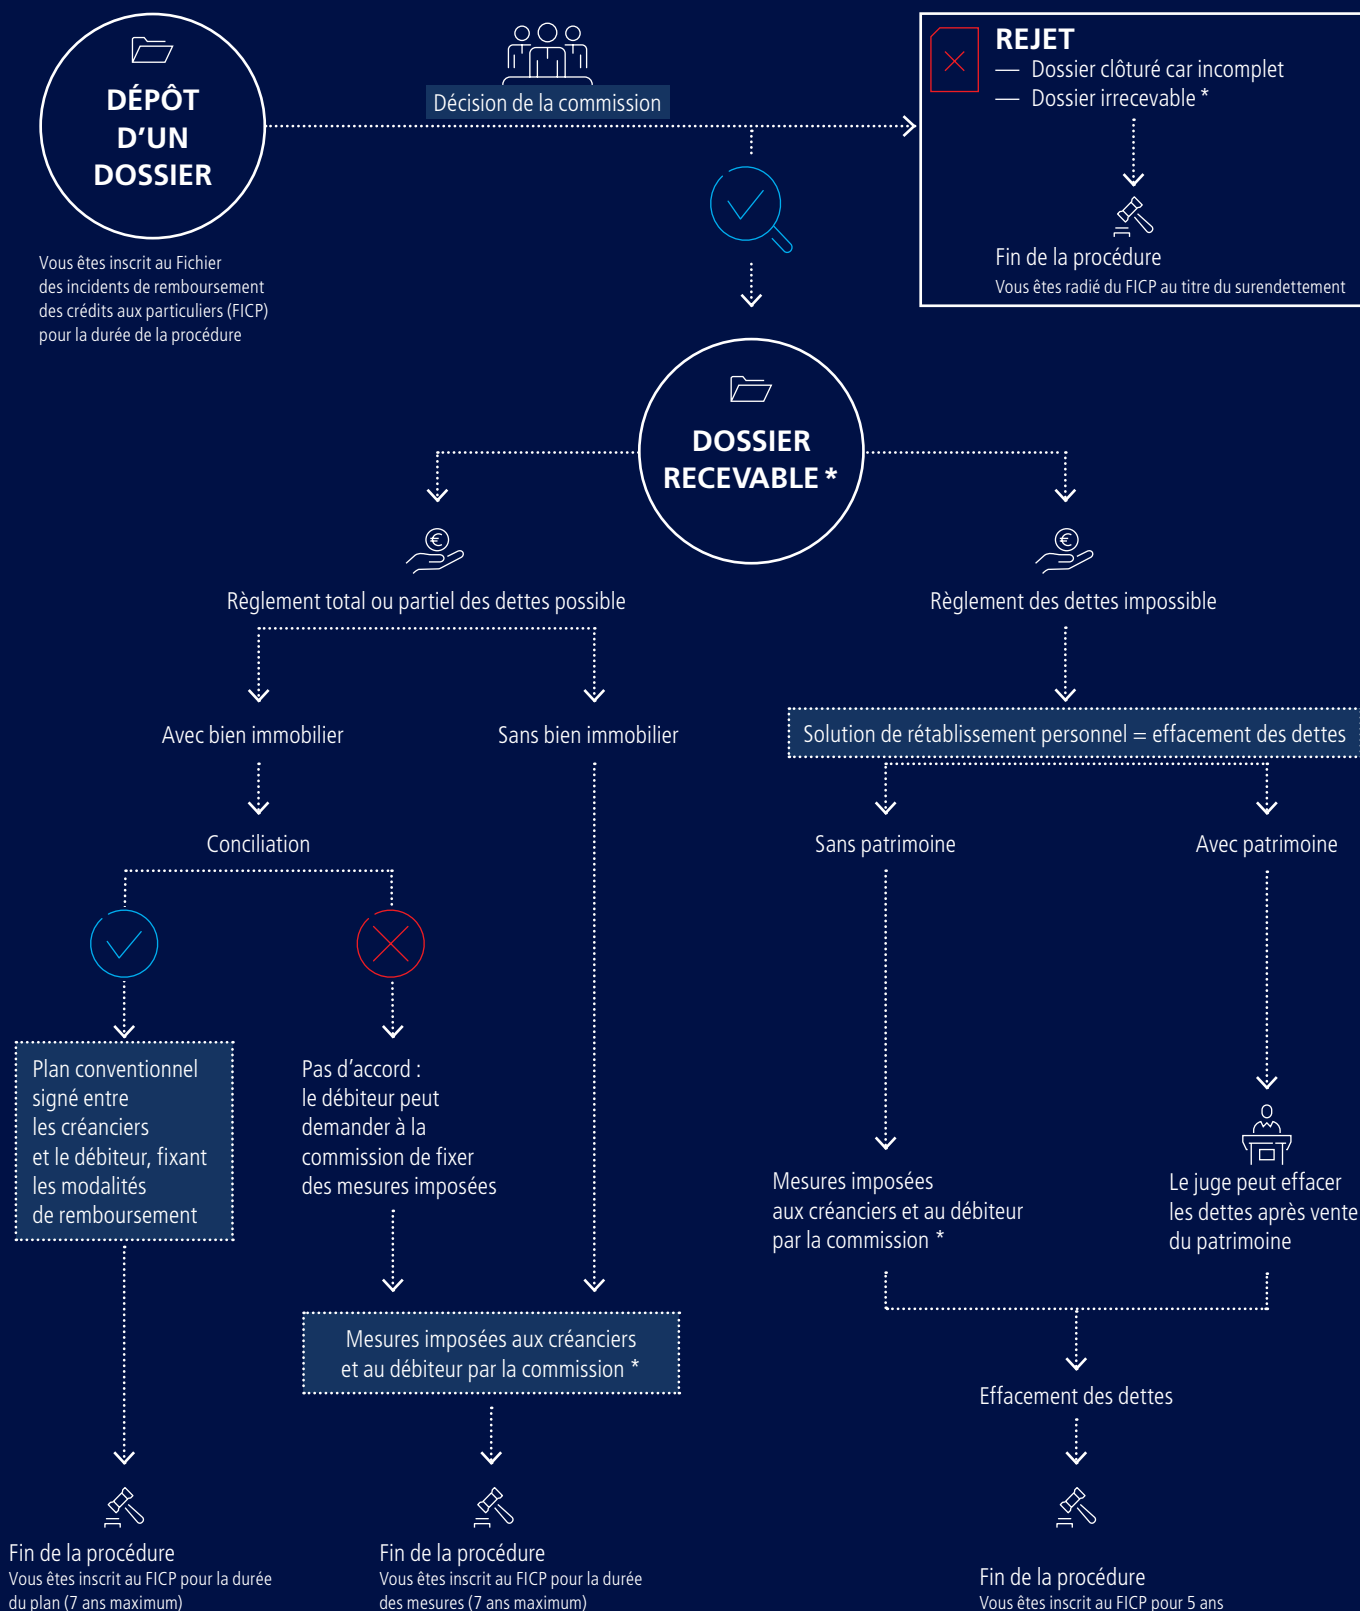 DÉPÔT
D’UN
DOSSIER
Vous êtes inscrit au Fichier
des incidents de remboursement
des crédits aux particuliers (FICP)
pour la durée de la procédure
Décision de la commission
REJET
— Dossier clôturé car incomplet
— Dossier irrecevable *
Fin de la procédure
Vous êtes radié du FICP au titre du surendettement
DOSSIER
RECEVABLE *
Règlement total ou partiel des dettes possible
Règlement des dettes impossible
Avec bien immobilier
Sans bien immobilier
Solution de rétablissement personnel = effacement des dettes
Conciliation
Sans patrimoine
Avec patrimoine
Plan conventionnel
signé entre
les créanciers
et le débiteur, fixant
les modalités
de remboursement
Pas d’accord :
le débiteur peut
demander à la
commission de fixer
des mesures imposées
Mesures imposées
aux créanciers et au débiteur
par la commission *
Le juge peut effacer
les dettes après vente
du patrimoine
Mesures imposées aux créanciers
et au débiteur par la commission *
Effacement des dettes
Fin de la procédure
Vous êtes inscrit au FICP pour la durée
du plan (7 ans maximum)
Fin de la procédure
Vous êtes inscrit au FICP pour la durée
des mesures (7 ans maximum)
Fin de la procédure
Vous êtes inscrit au FICP pour 5 ans